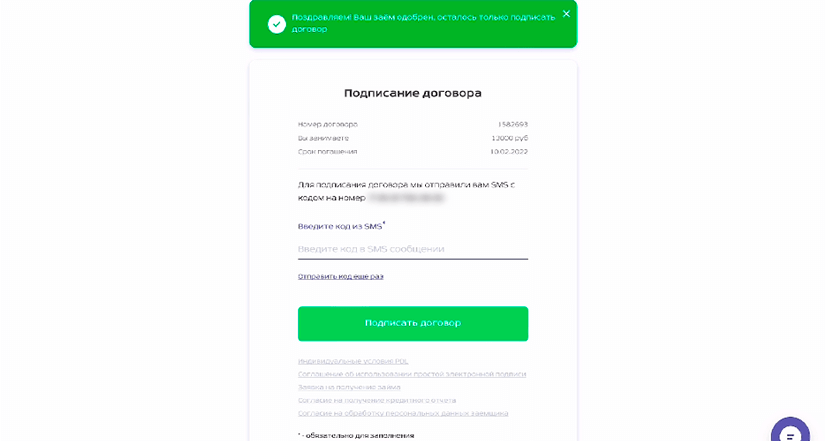 Поздравляем! Ваш заём одобрен, осталось только подписать
договор
Подписание договора
Номер договора 1582693
Вы занимаете 12000 руб
Срок погашения 10.02.2022
Для подписания договора мы отправили вам SMS с
кодом на номер
Введите код из SMS*
Введите код в SMS сообщении
Отправить код еще раз
Подписать договор
Индивидуальные условия PDL
Соглашение об использовании простой электронной подписи
Заявка на получение займа
Согласие на получение кредитного отчета
Согласие на обработку персональных данных заемщика
* - обязательно для заполнения